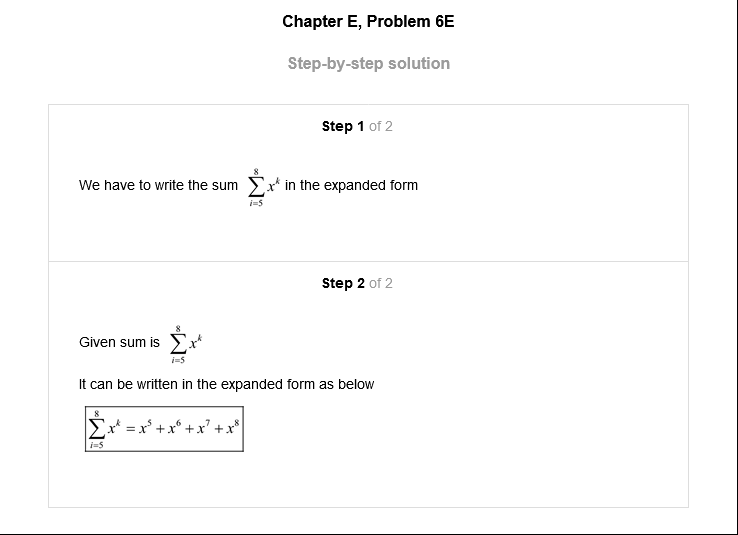 Chapter E, Problem 6E
Step-by-step solution
Step 1 of 2
We have to write the sum \sum_{i=5}^{8} x^k in the expanded form
Step 2 of 2
Given sum is \sum_{i=5}^{8} x^k
It can be written in the expanded form as below
\sum_{i=5}^{8} x^k = x^5 + x^6 + x^7 + x^8